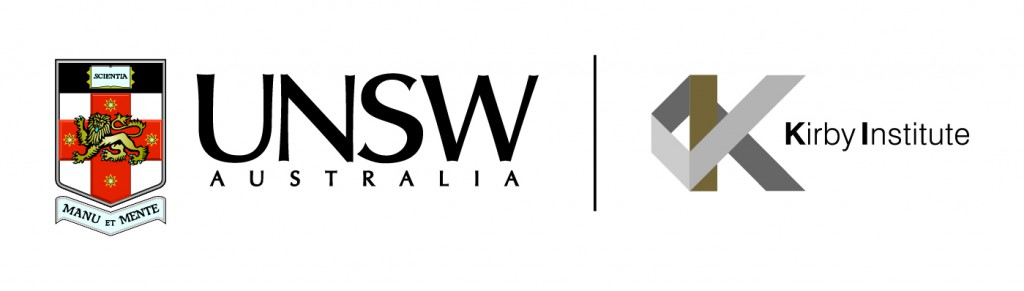 SCIENTIA
MANU ET MENTE
UNSW
AUSTRALIA
K
Kirby Institute